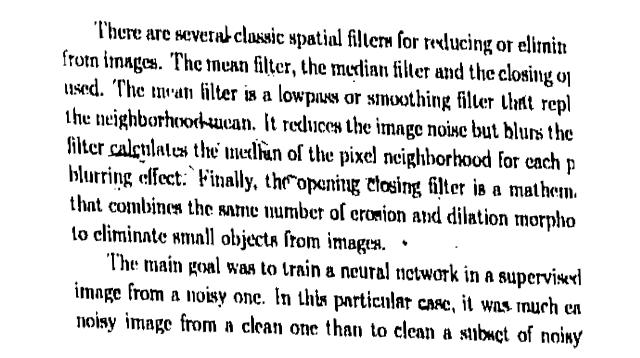 There are several classic spatial filters for reducing or elimin
from images. The mean filter, the median filter and the closing o
used. The mean filter is a lowpass or smoothing filter that repl
the neighborhood mean. It reduces the image noise but blurs the
filter calculates the median of the pixel neighborhood for each p
blurring effect. Finally, the opening closing filter is a mathem
that combines the same number of erosion and dilation morpho
to eliminate small objects from images.
The main goal was to train a neural network in a supervised
image from a noisy one. In this particular case, it was much ea
noisy image from a clean one than to clean a subset of noisy